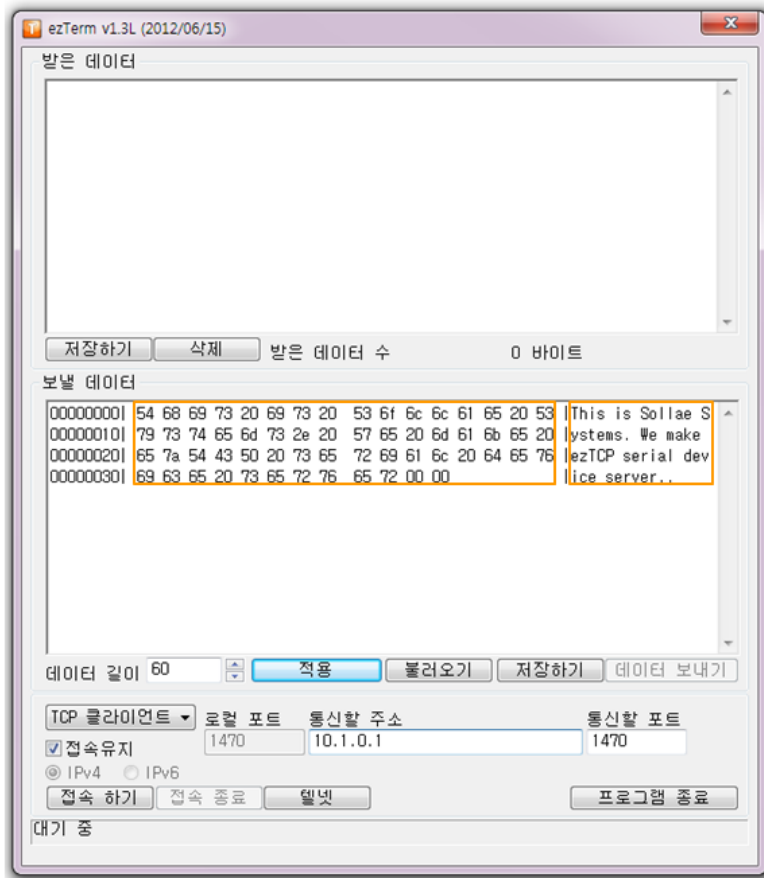 ezTerm v1.3L (2012/06/15)
받은 데이터
저장하기 삭제 받은 데이터 수 0 바이트
보낼 데이터
00000000| 54 68 69 73 20 69 73 20 53 6f 6c 6c 61 65 20 53 |This is Sollae S
00000010| 79 73 74 65 6d 73 2e 20 57 65 20 6d 61 6b 65 20 |ystems. We make
00000020| 65 7a 54 43 50 20 73 65 72 69 61 6c 20 64 65 76 |ezTCP serial dev
00000030| 69 63 65 20 73 65 72 76 65 72 00 00 |ice server..
데이터 길이 60 적용 불러오기 저장하기 데이터 보내기
TCP 클라이언트 로컬 포트 통신할 주소 통신할 포트
접속유지 1470 10.1.0.1 1470
IPv4 IPv6
접속 하기 접속 종료 텔넷 프로그램 종료
대기 중